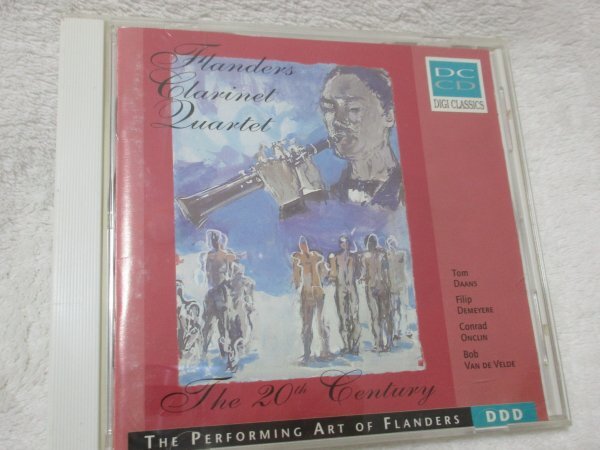 Flanders
Clarinet
Quartet
DC
CD
DIGI CLASSICS
Tom
DAANS
Filip
DEMEYERE
Conrad
ONCLIN
Bob
VAN DE VELDE
The 20th Century
THE PERFORMING ART OF FLANDERS
DDD